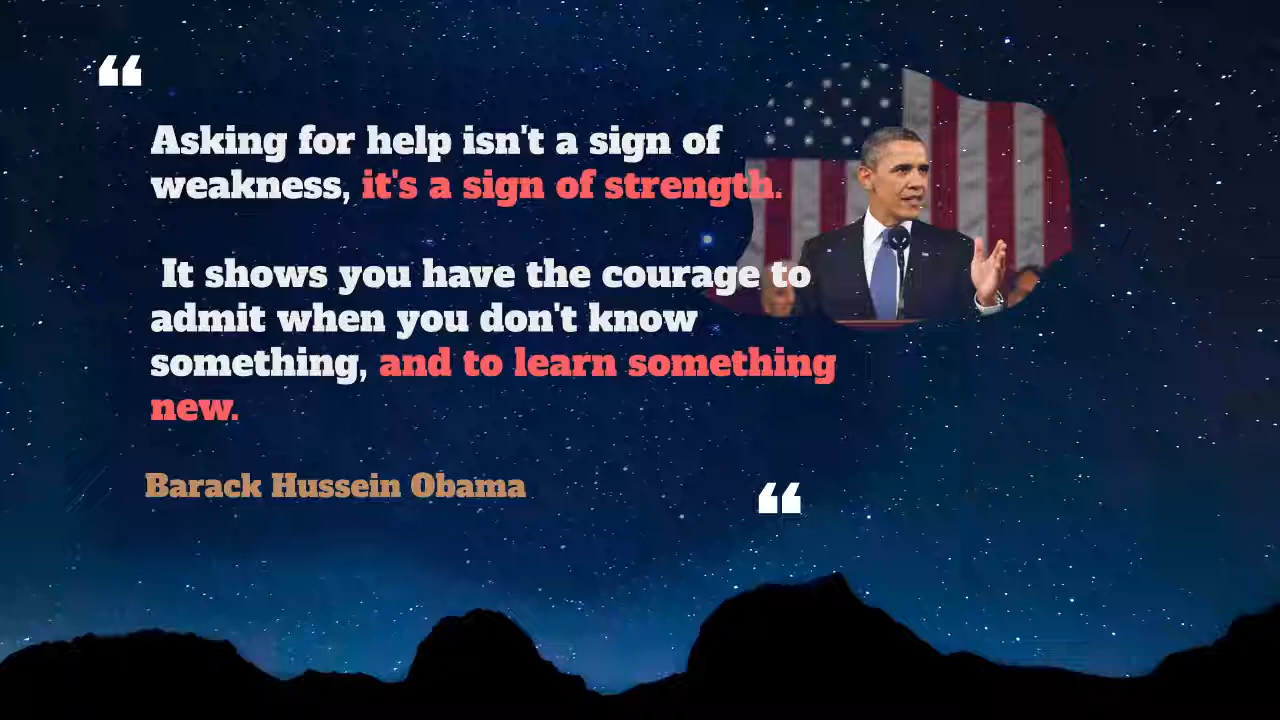 ❝
Asking for help isn't a sign of
weakness, it's a sign of strength.
It shows you have the courage to
admit when you don't know
something, and to learn something
new.
Barack Hussein Obama
❝